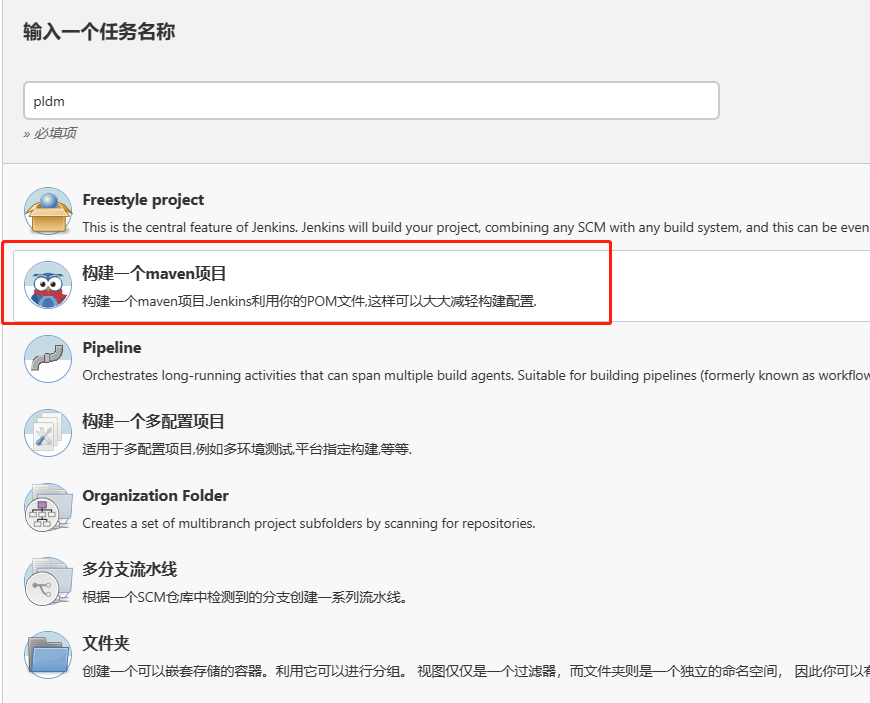 输入一个任务名称
pldm
» 必填项
Freestyle project
This is the central feature of Jenkins. Jenkins will build your project, combining any SCM with any build system, and this can be even
构建一个maven项目
构建一个maven项目.Jenkins利用你的POM文件,这样可以大大减轻构建配置.
Pipeline
Orchestrates long-running activities that can span multiple build agents. Suitable for building pipelines (formerly known as workflow
构建一个多配置项目
适用于多配置项目,例如多环境测试,平台指定构建,等等.
Organization Folder
Creates a set of multibranch project subfolders by scanning for repositories.
多分支流水线
根据一个SCM仓库中检测到的分支创建一系列流水线。
文件夹
创建一个可以嵌套存储的容器。利用它可以进行分组。 视图仅仅是一个过滤器，而文件夹则是一个独立的命名空间， 因此你可以有